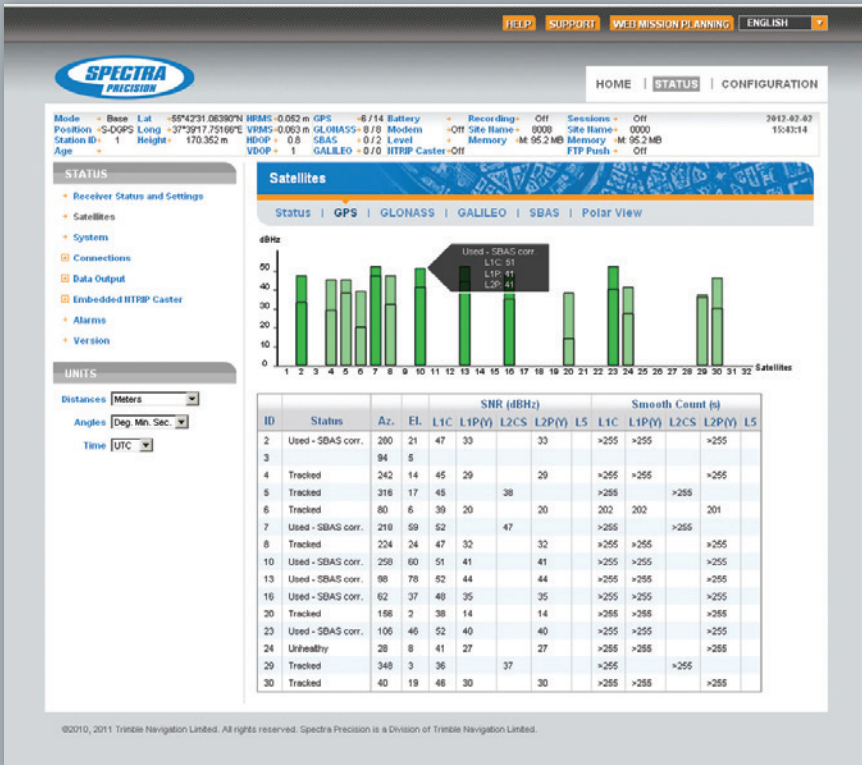 HELP SUPPORT WEB MISSION PLANNING ENGLISH
SPECTRA
PRECISION
HOME | STATUS | CONFIGURATION
Mode Base Lat +55°42'31.06390"N HRMS 0.052 m GPS 6 / 14 Battery Recording Off Sessions Off 2012-02-02
Position S-DGPS Long +37°39'17.75166"E VRMS 0.063 m GLONASS 8 / 8 Modem Off Site Name 8008 Site Name 0000 15:43:14
Station ID 1 Height 170.352 m HDOP 0.8 SBAS 0 / 2 Level Memory M: 95.2 MB Memory M: 95.2 MB
Age VDOP 1 GALILEO 0 / 0 NTRIP Caster Off FTP Push Off
STATUS
Receiver Status and Settings
Satellites
System
Connections
Data Output
Embedded NTRIP Caster
Alarms
Version
UNITS
Distances Meters
Angles Deg. Min. Sec.
Time UTC
Satellites
Status | GPS | GLONASS | GALILEO | SBAS | Polar View
dBHz
50
40
30
20
10
0
Used - SBAS corr.
L1C: 51
L1P: 41
L2P: 41
1 2 3 4 5 6 7 8 9 10 11 12 13 14 15 16 17 18 19 20 21 22 23 24 25 26 27 28 29 30 31 32 Satellites
SNR (dBHz) Smooth Count (s)
ID Status Az. El. L1C L1P(Y) L2CS L2P(Y) L5 L1C L1P(Y) L2CS L2P(Y) L5
2 Used - SBAS corr. 280 21 47 33 33 >255 >255 >255
3 94 5
4 Tracked 242 14 45 29 29 >255 >255 >255
5 Tracked 316 17 45 38 >255 >255
6 Tracked 80 6 39 20 20 202 202 201
7 Used - SBAS corr. 218 59 52 47 >255 >255
8 Tracked 224 24 47 32 32 >255 >255 >255
10 Used - SBAS corr. 258 60 51 41 41 >255 >255 >255
13 Used - SBAS corr. 98 78 52 44 44 >255 >255 >255
16 Used - SBAS corr. 62 37 48 35 35 >255 >255 >255
20 Tracked 156 2 38 14 14 >255 >255 >255
23 Used - SBAS corr. 106 46 52 40 40 >255 >255 >255
24 Unhealthy 28 8 41 27 27 >255 >255 >255
29 Tracked 348 3 36 37 >255 >255
30 Tracked 40 19 46 30 30 >255 >255 >255
©2010, 2011 Trimble Navigation Limited. All rights reserved. Spectra Precision is a Division of Trimble Navigation Limited.